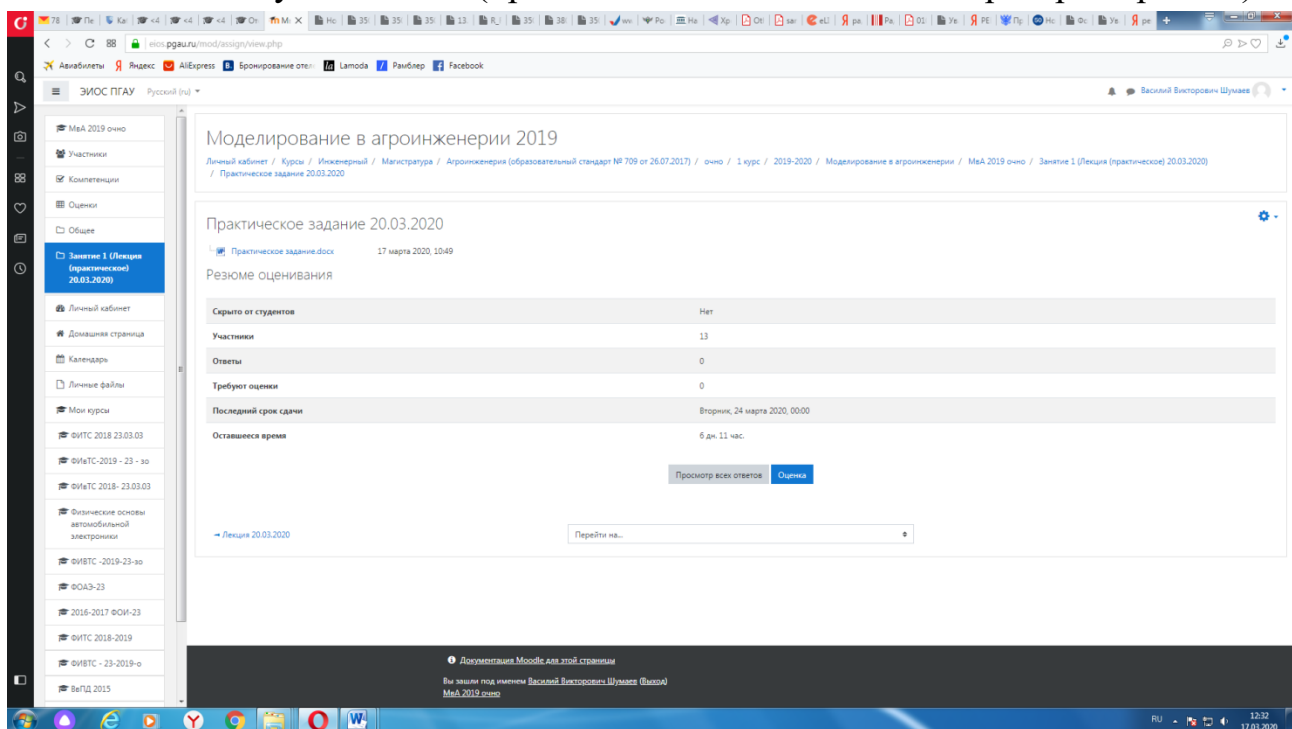 eios.pgau.ru/mod/assign/view.php
Авиабилеты Яндекс AliExpress Lamoda Рамблер Facebook
ЭИОС ПГАУ Русский (ru)
Василий Викторович Шумаев
МвА 2019 очно
Участники
Компетенции
Оценки
Общее
Занятие 1 (Лекция
(практическое)
20.03.2020)
Личный кабинет
Домашняя страница
Календарь
Личные файлы
Мои курсы
ФИТС 2018 23.03.03
ФИвТС-2019 - 23 - зо
ФИвТС 2018- 23.03.03
Физические основы
автомобильной
электроники
ФИВТС -2019-23-зо
ФОАЭ-23
2016-2017 ФОИ-23
ФИТС 2018-2019
ФИВТС - 23-2019-о
ВвПД 2015
Моделирование в агроинженерии 2019
Личный кабинет / Курсы / Инженерный / Магистратура / Агроинженерия (образовательный стандарт № 709 от 26.07.2017) / очно / 1 курс / 2019-2020 / Моделирование в агроинженерии / МвА 2019 очно / Занятие 1 (Лекция (практическое) 20.03.2020)
/ Практическое задание 20.03.2020
Практическое задание 20.03.2020
Практическое задание.docx 17 марта 2020, 10:49
Резюме оценивания
Скрыто от студентов Нет
Участники 13
Ответы 0
Требуют оценки 0
Последний срок сдачи Вторник, 24 марта 2020, 00:00
Оставшееся время 6 дн. 11 час.
Просмотр всех ответов Оценка
→ Лекция 20.03.2020 Перейти на...
Документация Moodle для этой страницы
Вы зашли под именем Василий Викторович Шумаев (Выход)
МвА 2019 очно
RU 12:32
17.03.2020